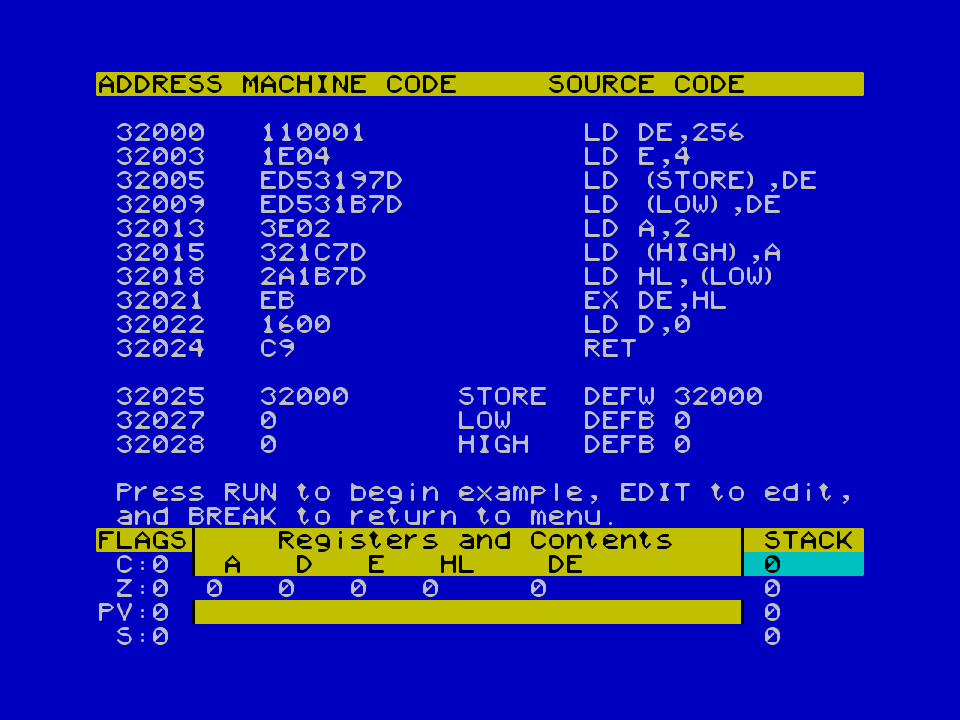 ADDRESS MACHINE CODE SOURCE CODE
32000 110001 LD DE,256
32003 1E04 LD E,4
32005 ED53197D LD (STORE),DE
32009 ED531B7D LD (LOW),DE
32013 3E02 LD A,2
32015 321C7D LD (HIGH),A
32018 2A1B7D LD HL,(LOW)
32021 EB EX DE,HL
32022 1600 LD D,0
32024 C9 RET
32025 32000 STORE DEFW 32000
32027 0 LOW DEFB 0
32028 0 HIGH DEFB 0
Press RUN to begin example, EDIT to edit,
and BREAK to return to menu.
FLAGS Registers and Contents STACK
C:0 A D E HL DE 0
Z:0 0 0 0 0 0 0
PV:0 0
S:0 0